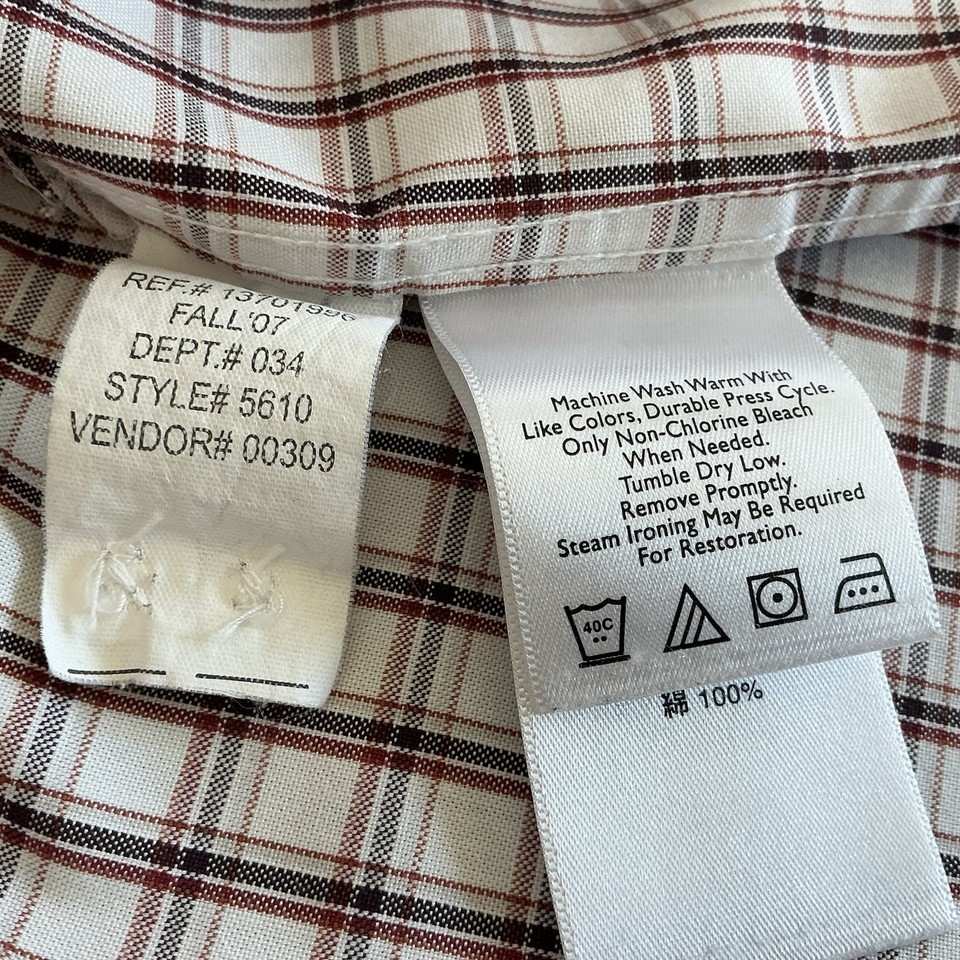 REF.# 13701996
FALL'07
DEPT.# 034
STYLE# 5610
VENDOR# 00309
Machine Wash Warm With
Like Colors, Durable Press Cycle.
Only Non-Chlorine Bleach
When Needed.
Tumble Dry Low.
Remove Promptly.
Steam Ironing May Be Required
For Restoration.
40C
綿 100%